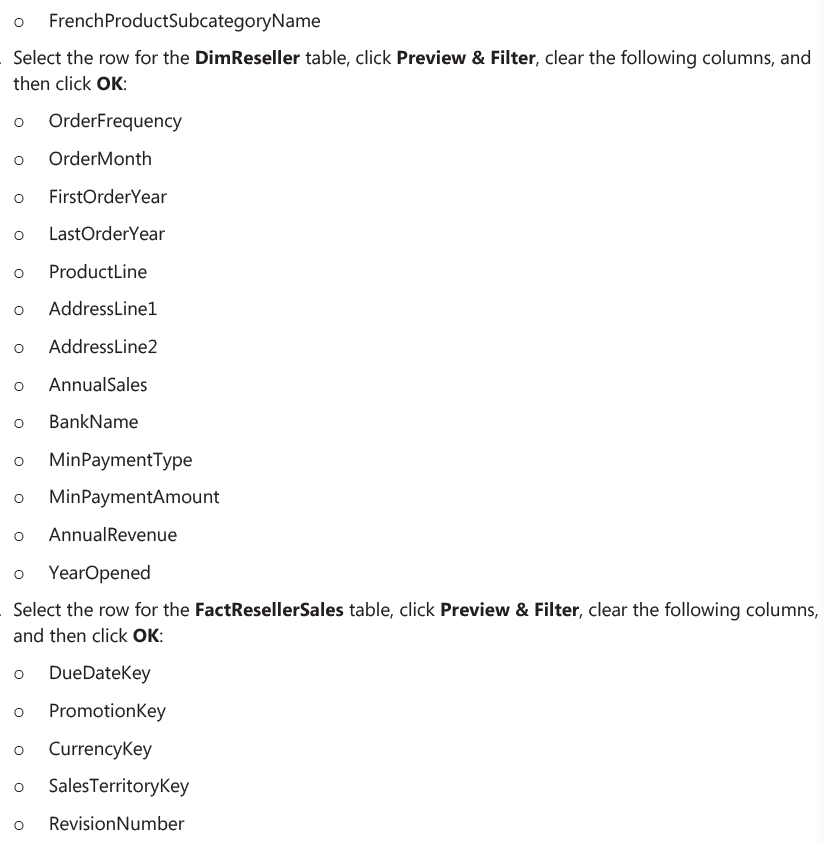 o FrenchProductSubcategoryName
. Select the row for the DimReseller table, click Preview & Filter, clear the following columns, and
then click OK:
o OrderFrequency
o OrderMonth
o FirstOrderYear
o LastOrderYear
o ProductLine
o AddressLine1
o AddressLine2
o AnnualSales
o BankName
o MinPaymentType
o MinPaymentAmount
o AnnualRevenue
o YearOpened
. Select the row for the FactResellerSales table, click Preview & Filter, clear the following columns,
and then click OK:
o DueDateKey
o PromotionKey
o CurrencyKey
o SalesTerritoryKey
o RevisionNumber